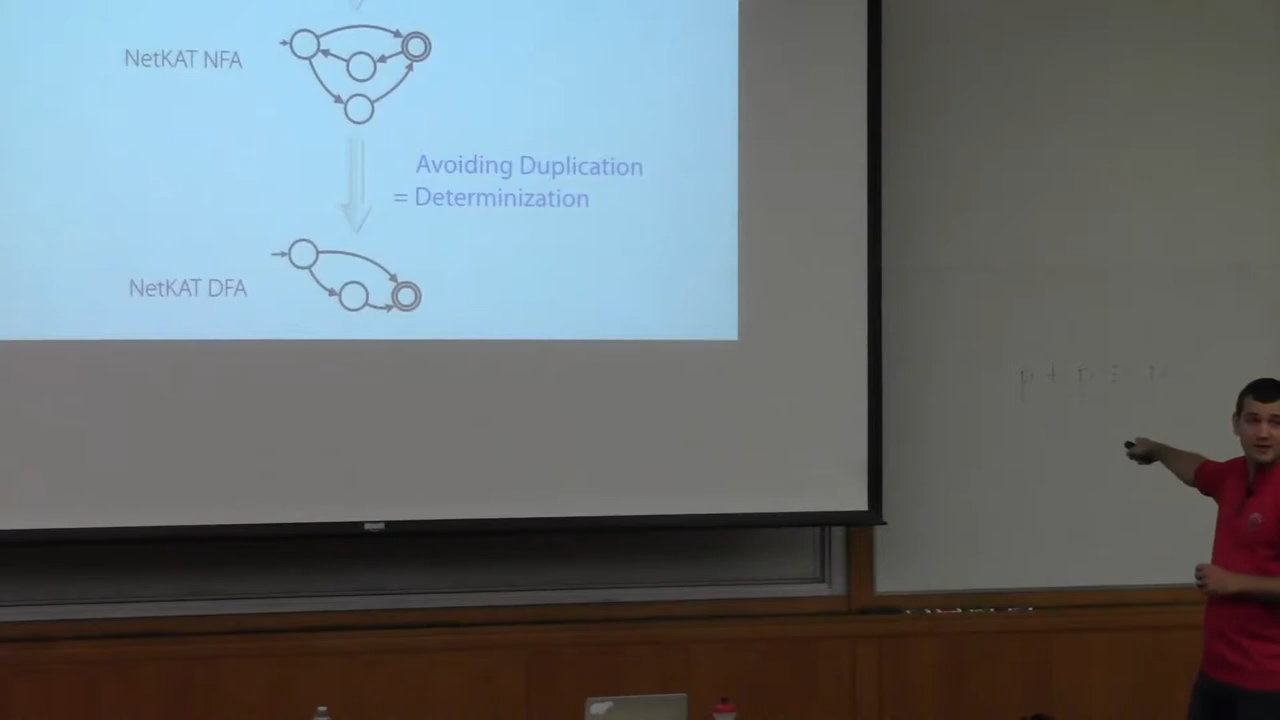 NetKAT NFA
Avoiding Duplication
= Determinization
NetKAT DFA